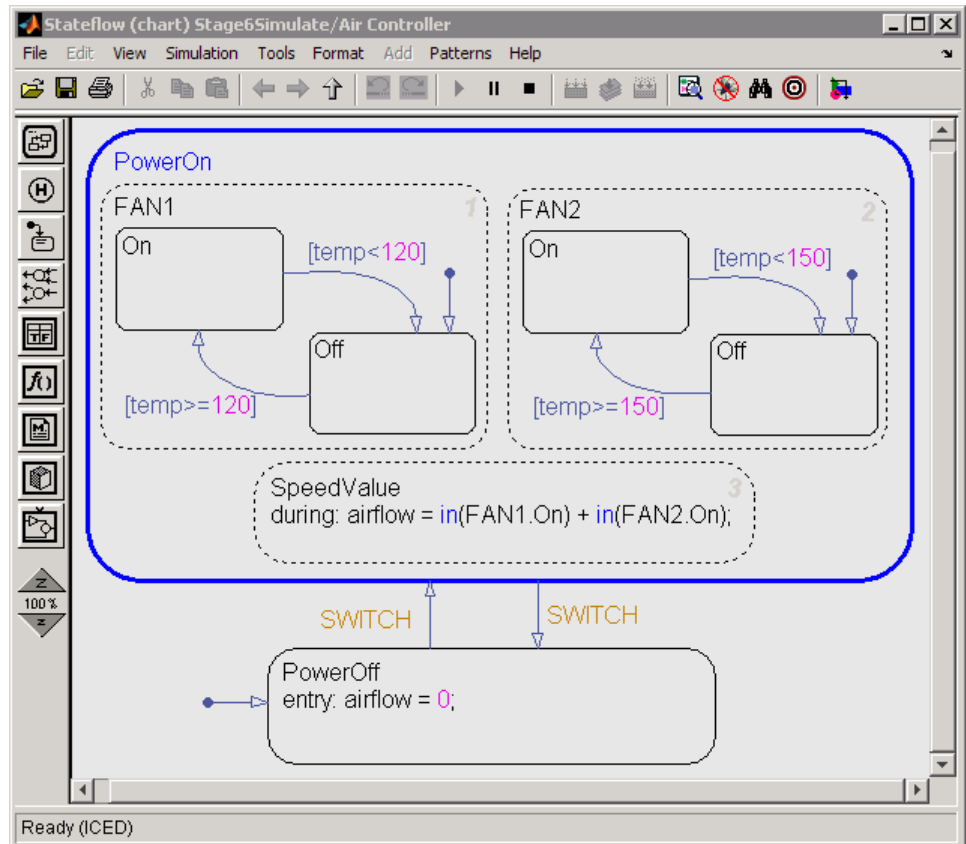 Stateflow (chart) Stage6Simulate/Air Controller
File Edit View Simulation Tools Format Add Patterns Help
PowerOn
FAN1
1
FAN2
2
On
[temp<120]
On
[temp<150]
Off
Off
[temp>=120]
[temp>=150]
SpeedValue
3
during: airflow = in(FAN1.On) + in(FAN2.On);
SWITCH
SWITCH
PowerOff
entry: airflow = 0;
H
TF
f()
M
Z
100 %
z
Ready (ICED)